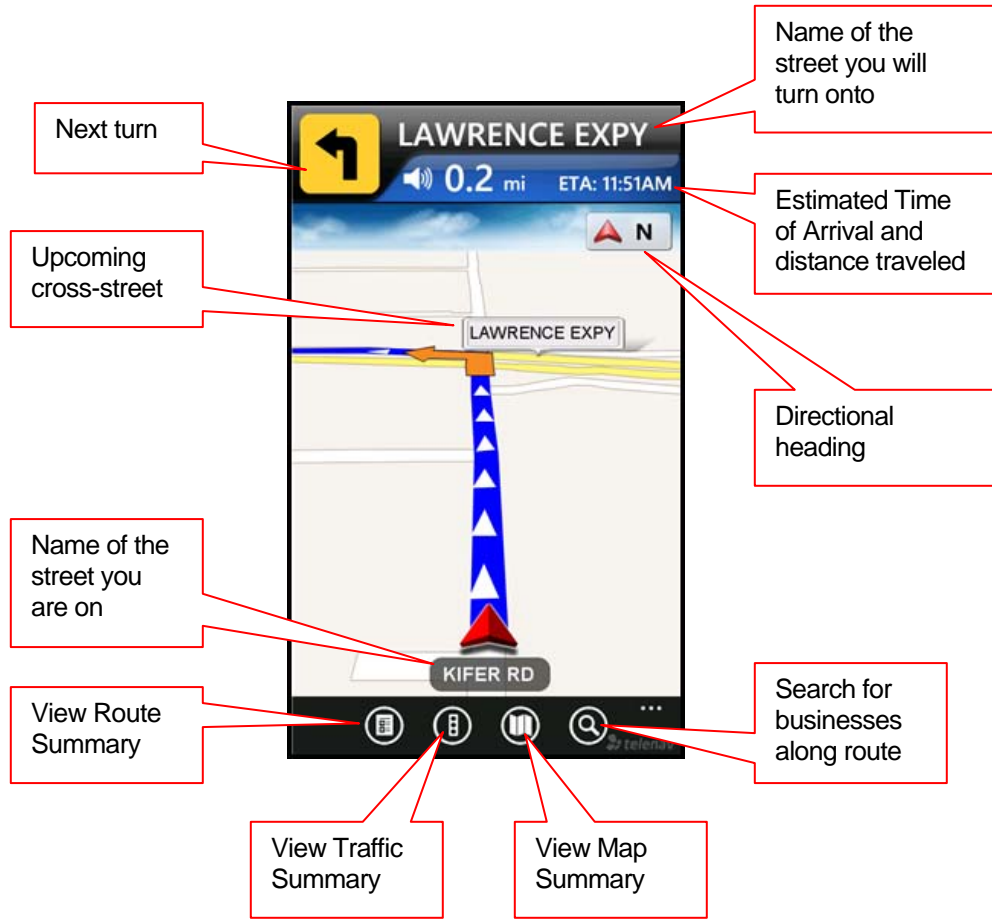 Name of the
street you will
turn onto
Next turn
LAWRENCE EXPY
0.2 mi
ETA: 11:51AM
Estimated Time
of Arrival and
distance traveled
N
Upcoming
cross-street
LAWRENCE EXPY
Directional
heading
Name of the
street you
are on
KIFER RD
View Route
Summary
Search for
businesses
along route
telenav
View Traffic
Summary
View Map
Summary